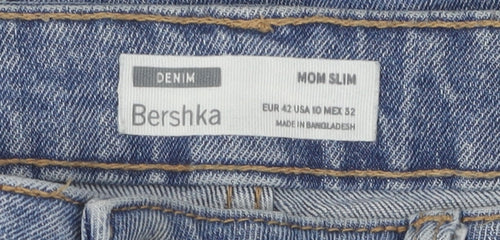 DENIM
Bershka
MOM SLIM
EUR 42 USA 10 MEX 32
MADE IN BANGLADESH